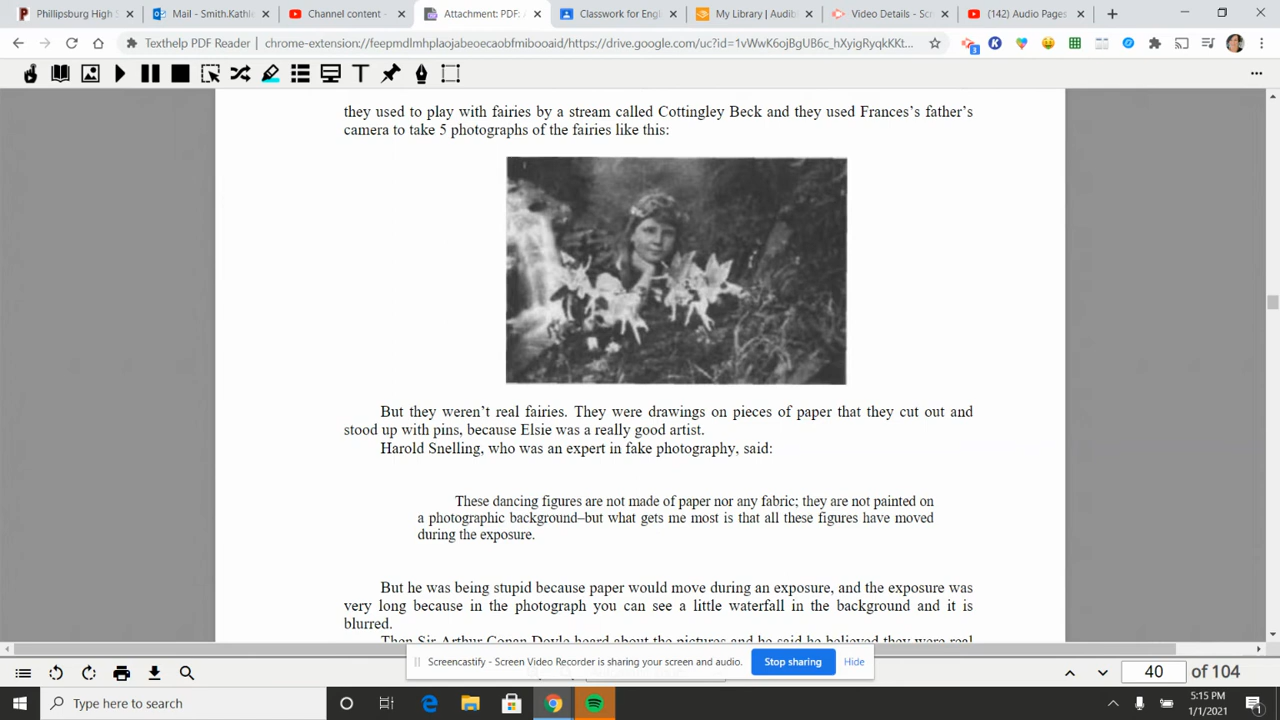 Phillipsburg High S
Mail - Smith.Kathle
Channel content -
Attachment: PDF: A
Classwork for Engl
My Library | Audib
Video Details - Scre
(142) Audio Pages
Texthelp PDF Reader
chrome-extension://feepmdlmhplaojabeoecaobfmibooaid/https://drive.google.com/uc?id=1vWwK6ojBgUB6c_hXyigRyqkKKt...
they used to play with fairies by a stream called Cottingley Beck and they used Frances's father's
camera to take 5 photographs of the fairies like this:
But they weren't real fairies. They were drawings on pieces of paper that they cut out and
stood up with pins, because Elsie was a really good artist.
Harold Snelling, who was an expert in fake photography, said:
These dancing figures are not made of paper nor any fabric; they are not painted on
a photographic background–but what gets me most is that all these figures have moved
during the exposure.
But he was being stupid because paper would move during an exposure, and the exposure was
very long because in the photograph you can see a little waterfall in the background and it is
blurred.
Then Sir Arthur Conan Doyle heard about the pictures and he said he believed they were real
Screencastify - Screen Video Recorder is sharing your screen and audio. Stop sharing Hide
40 of 104
Type here to search
5:15 PM
1/1/2021